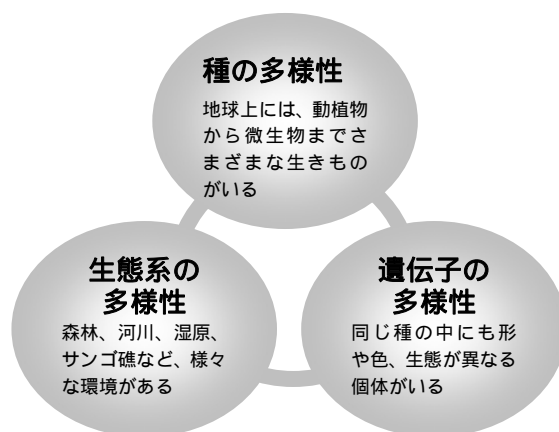 種の多様性
地球上には、動植物
から微生物までさ
まざまな生きもの
がいる
生態系の
多様性
森林、河川、湿原、
サンゴ礁など、様々
な環境がある
遺伝子の
多様性
同じ種の中にも形
や色、生態が異なる
個体がいる